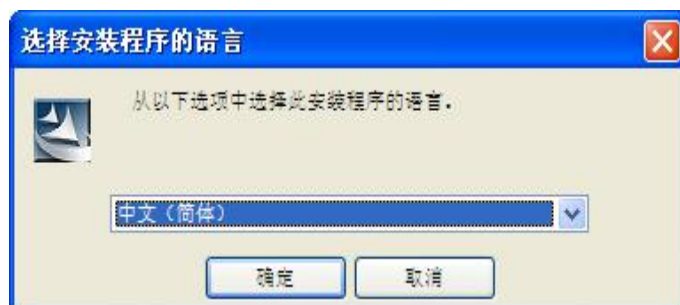 选择安装程序的语言
从以下选项中选择此安装程序的语言.
中文（简体）
确定
取消